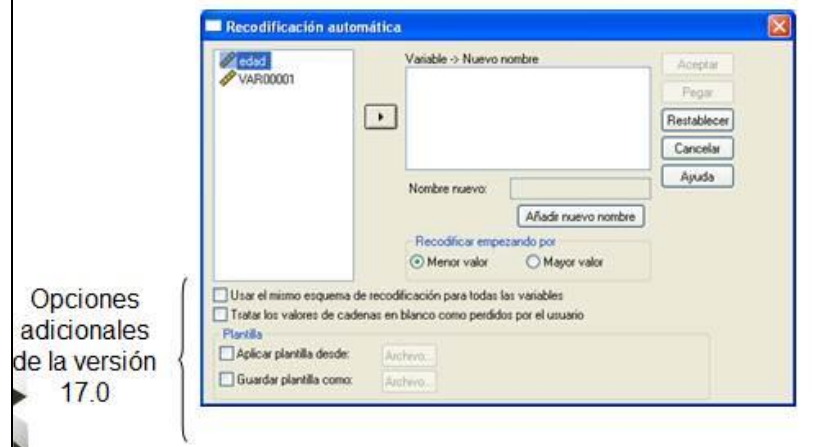 Recodificación automática
edad
VAR00001
Variable -> Nuevo nombre
Aceptar
Pegar
Restablecer
Cancelar
Ayuda
Nombre nuevo:
Añadir nuevo nombre
Recodificar empezando por
Menor valor
Mayor valor
Usar el mismo esquema de recodificación para todas las variables
Tratar los valores de cadenas en blanco como perdidos por el usuario
Plantilla
Aplicar plantilla desde:
Archivo...
Guardar plantilla como:
Archivo...
Opciones
adicionales
de la versión
17.0